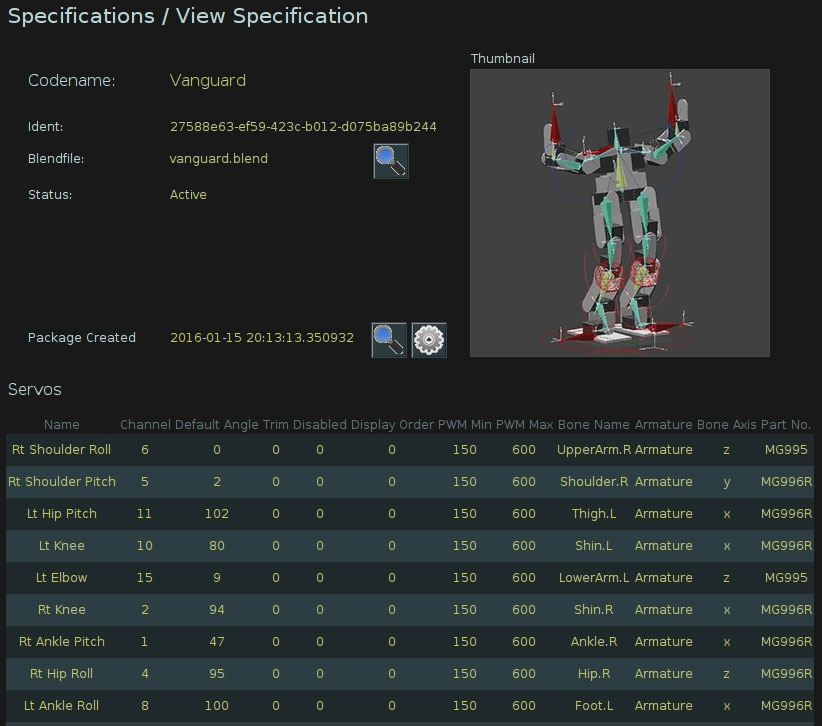 Specifications / View Specification
Thumbnail
Codename: Vanguard
Ident: 27588e63-ef59-423c-b012-d075ba89b244
Blendfile: vanguard.blend
Status: Active
Package Created 2016-01-15 20:13:13.350932
Servos
Name Channel Default Angle Trim Disabled Display Order PWM Min PWM Max Bone Name Armature Bone Axis Part No.
Rt Shoulder Roll 6 0 0 0 0 150 600 UpperArm.R Armature z MG995
Rt Shoulder Pitch 5 2 0 0 0 150 600 Shoulder.R Armature y MG996R
Lt Hip Pitch 11 102 0 0 0 150 600 Thigh.L Armature x MG996R
Lt Knee 10 80 0 0 0 150 600 Shin.L Armature x MG996R
Lt Elbow 15 9 0 0 0 150 600 LowerArm.L Armature z MG995
Rt Knee 2 94 0 0 0 150 600 Shin.R Armature x MG996R
Rt Ankle Pitch 1 47 0 0 0 150 600 Ankle.R Armature x MG996R
Rt Hip Roll 4 95 0 0 0 150 600 Hip.R Armature z MG996R
Lt Ankle Roll 8 100 0 0 0 150 600 Foot.L Armature x MG996R